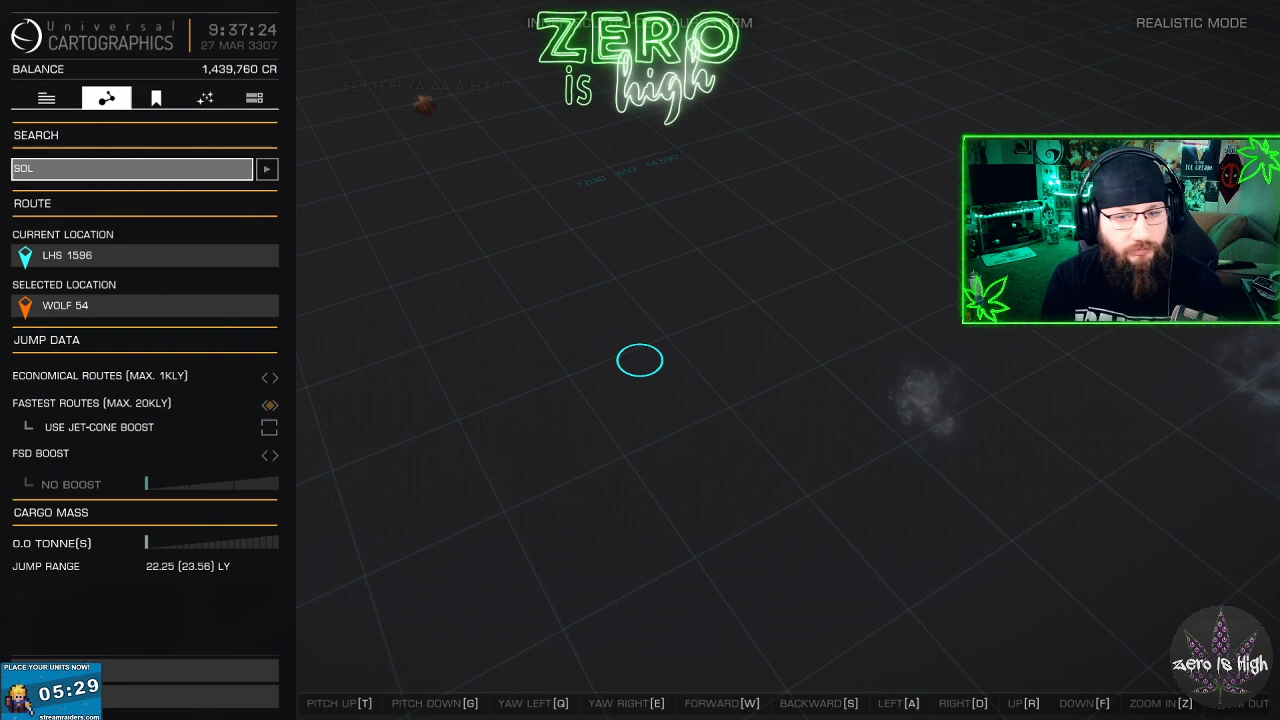 Universal
CARTOGRAPHICS
9:37:24
27 MAR 3307
BALANCE 1,439,760 CR
SEARCH
SOL
ROUTE
CURRENT LOCATION
LHS 1596
SELECTED LOCATION
WOLF 54
JUMP DATA
ECONOMICAL ROUTES (MAX. 1KLY)
FASTEST ROUTES (MAX. 20KLY)
USE JET-CONE BOOST
FSD BOOST
NO BOOST
CARGO MASS
0.0 TONNE(S)
JUMP RANGE 22.25 (23.56) LY
PLACE YOUR UNITS NOW!
05:29
streamraiders.com
ZERO
is high
REALISTIC MODE
ICE CREAM
zero is High
PITCH UP[T] PITCH DOWN[G] YAW LEFT[Q] YAW RIGHT[E] FORWARD[W] BACKWARD[S] LEFT[A] RIGHT[D] UP[R] DOWN[F] ZOOM IN[Z] OUT